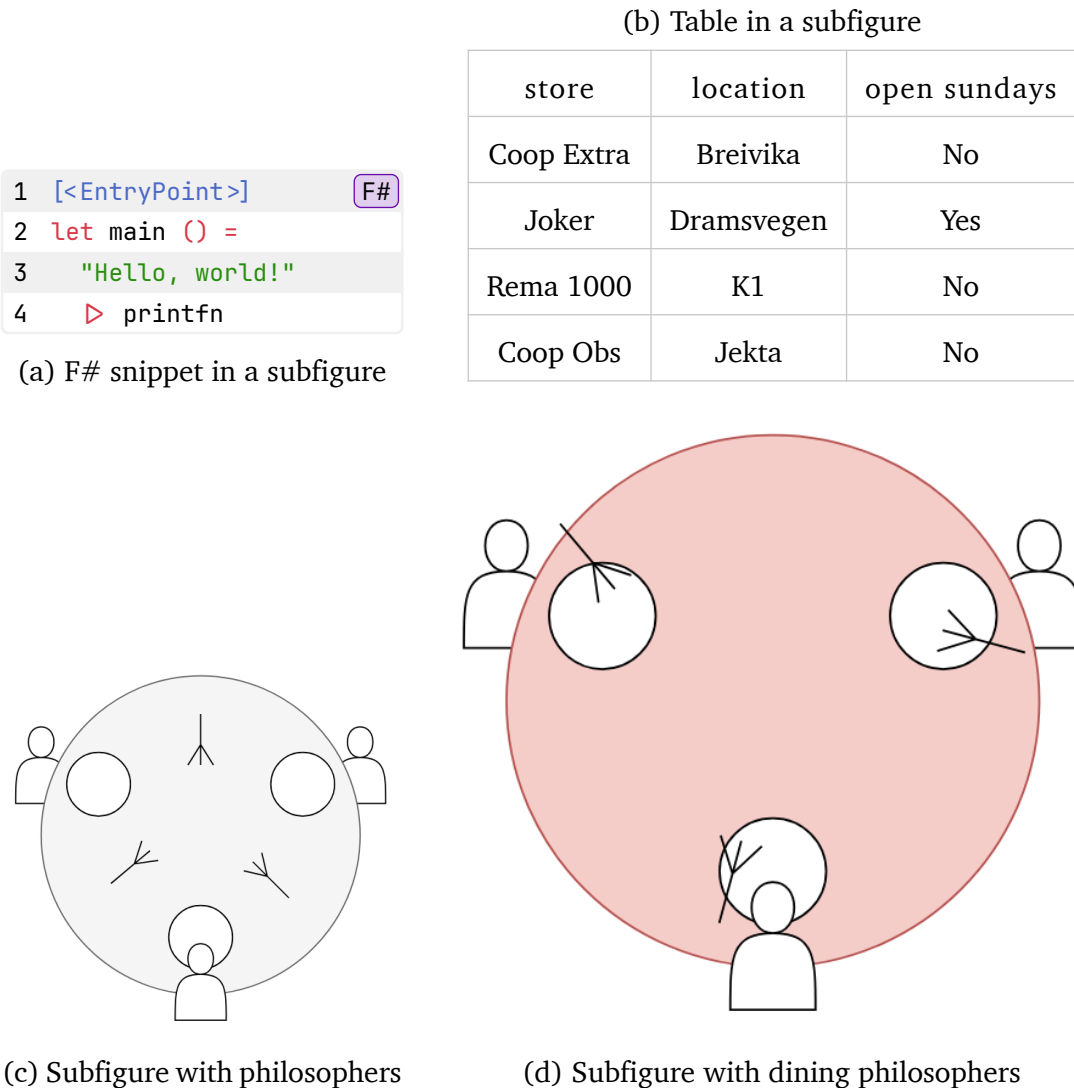 1 [<EntryPoint>] F#
2 let main () =
3 "Hello, world!"
4 |> printfn
(a) F# snippet in a subfigure
(b) Table in a subfigure
store location open sundays
Coop Extra Breivika No
Joker Dramsvegen Yes
Rema 1000 K1 No
Coop Obs Jekta No
(c) Subfigure with philosophers
(d) Subfigure with dining philosophers